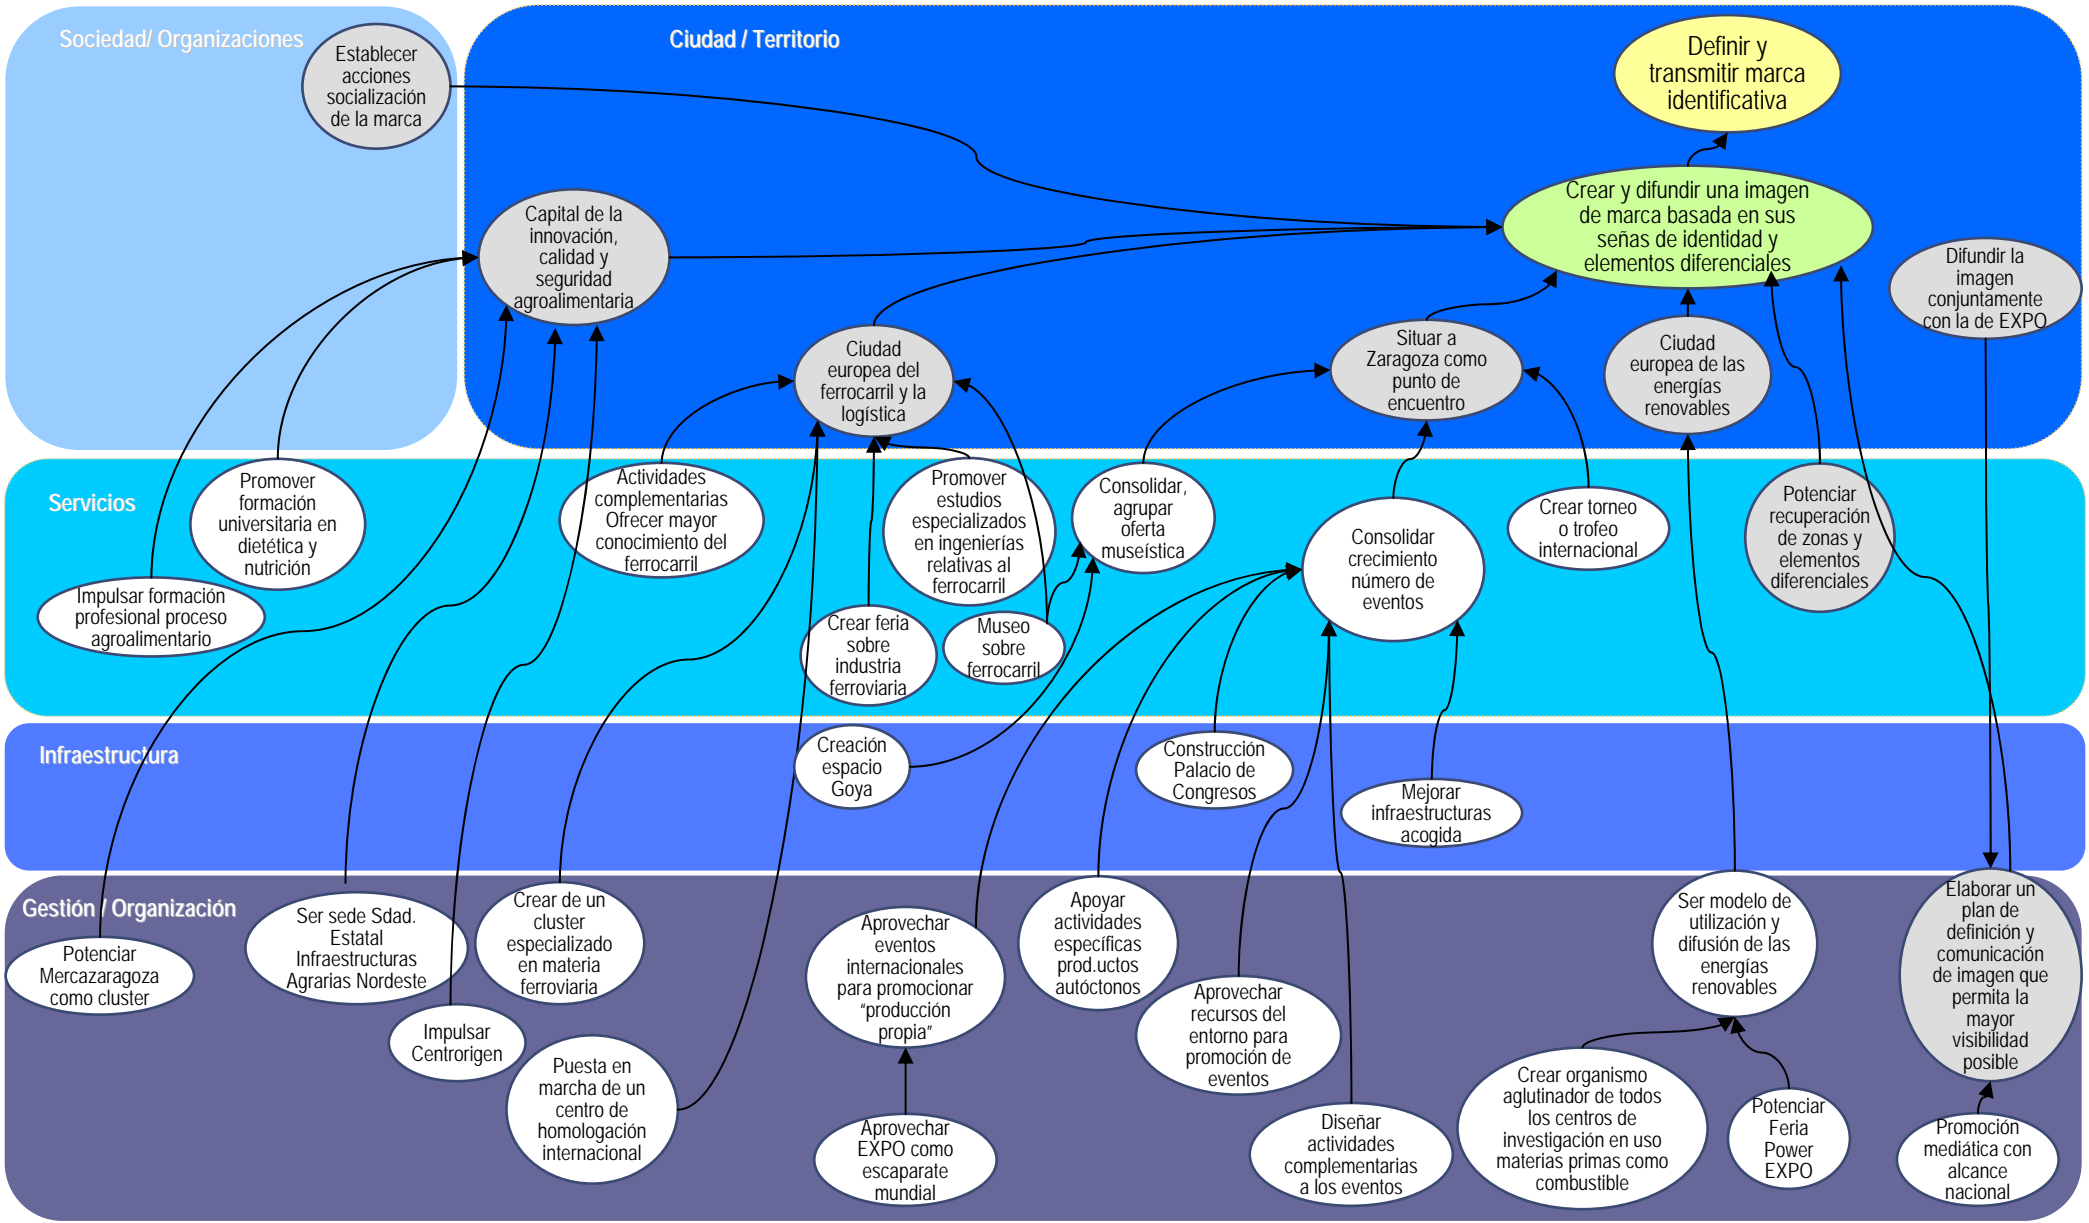 Sociedad/ Organizaciones
Establecer
acciones
socialización
de la marca
Ciudad / Territorio
Definir y
transmitir marca
identificativa
Crear y difundir una imagen
de marca basada en sus
señas de identidad y
elementos diferenciales
Capital de la
innovación,
calidad y
seguridad
agroalimentaria
Difundir la
imagen
conjuntamente
con la de EXPO
Ciudad
europea del
ferrocarril y la
logística
Situar a
Zaragoza como
punto de
encuentro
Ciudad
europea de las
energías
renovables
Servicios
Promover
formación
universitaria en
dietética y
nutrición
Impulsar formación
profesional proceso
agroalimentario
Actividades
complementarias
Ofrecer mayor
conocimiento del
ferrocarril
Promover
estudios
especializados
en ingenierías
relativas al
ferrocarril
Consolidar,
agrupar
oferta
museística
Consolidar
crecimiento
número de
eventos
Crear torneo
o trofeo
internacional
Potenciar
recuperación
de zonas y
elementos
diferenciales
Crear feria
sobre
industria
ferroviaria
Museo
sobre
ferrocarril
Infraestructura
Creación
espacio
Goya
Construcción
Palacio de
Congresos
Mejorar
infraestructuras
acogida
Gestión / Organización
Potenciar
Mercazaragoza
como cluster
Ser sede Sdad.
Estatal
Infraestructuras
Agrarias Nordeste
Impulsar
Centrorigen
Crear de un
cluster
especializado
en materia
ferroviaria
Puesta en
marcha de un
centro de
homologación
internacional
Aprovechar
eventos
internacionales
para promocionar
“producción
propia”
Aprovechar
EXPO como
escaparate
mundial
Apoyar
actividades
específicas
prod.uctos
autóctonos
Aprovechar
recursos del
entorno para
promoción de
eventos
Diseñar
actividades
complementarias
a los eventos
Ser modelo de
utilización y
difusión de las
energías
renovables
Crear organismo
aglutinador de todos
los centros de
investigación en uso
materias primas como
combustible
Potenciar
Feria
Power
EXPO
Elaborar un
plan de
definición y
comunicación
de imagen que
permita la
mayor
visibilidad
posible
Promoción
mediática con
alcance
nacional